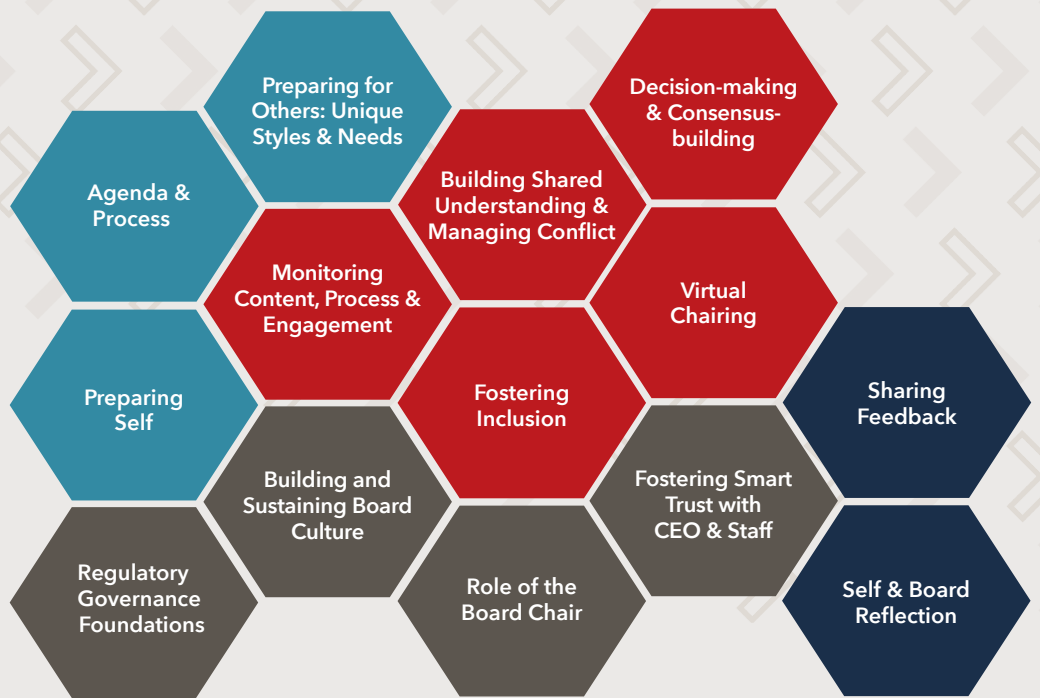 Preparing for
Others: Unique
Styles & Needs
Decision-making
& Consensus-
building
Agenda &
Process
Building Shared
Understanding &
Managing Conflict
Monitoring
Content, Process &
Engagement
Virtual
Chairing
Preparing
Self
Fostering
Inclusion
Sharing
Feedback
Building and
Sustaining Board
Culture
Fostering Smart
Trust with
CEO & Staff
Regulatory
Governance
Foundations
Role of the
Board Chair
Self & Board
Reflection